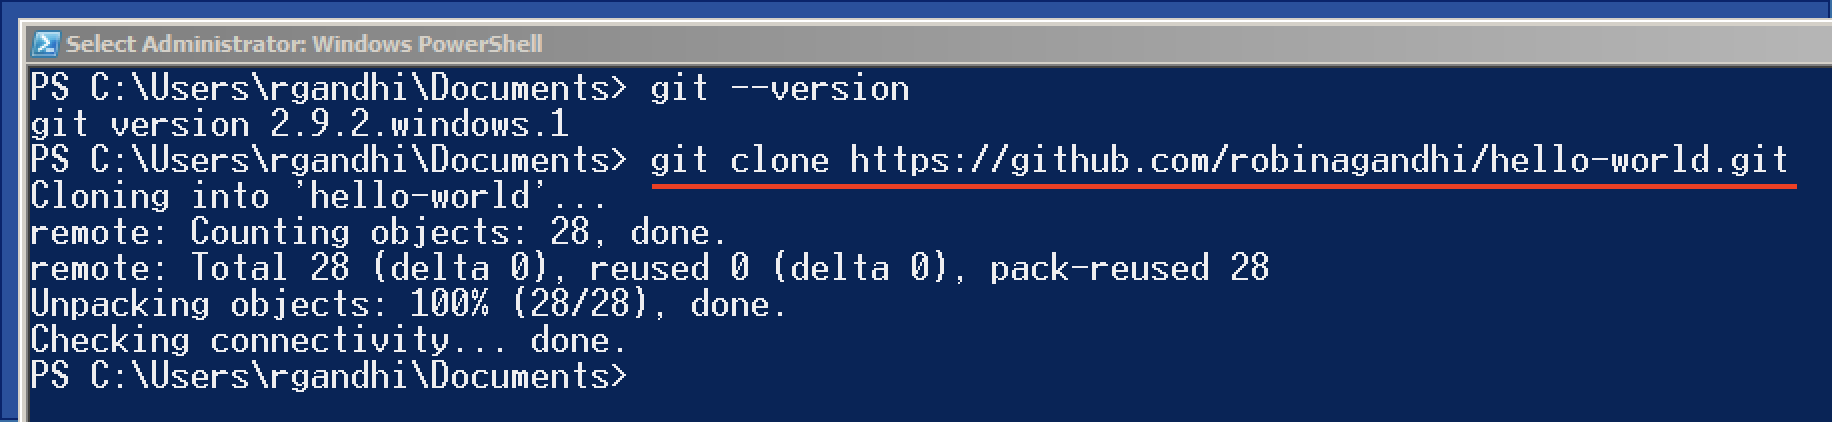 Select Administrator: Windows PowerShell
PS C:\Users\rgandhi\Documents> git --version
git version 2.9.2.windows.1
PS C:\Users\rgandhi\Documents> git clone https://github.com/robinagandhi/hello-world.git
Cloning into 'hello-world'...
remote: Counting objects: 28, done.
remote: Total 28 (delta 0), reused 0 (delta 0), pack-reused 28
Unpacking objects: 100% (28/28), done.
Checking connectivity... done.
PS C:\Users\rgandhi\Documents>